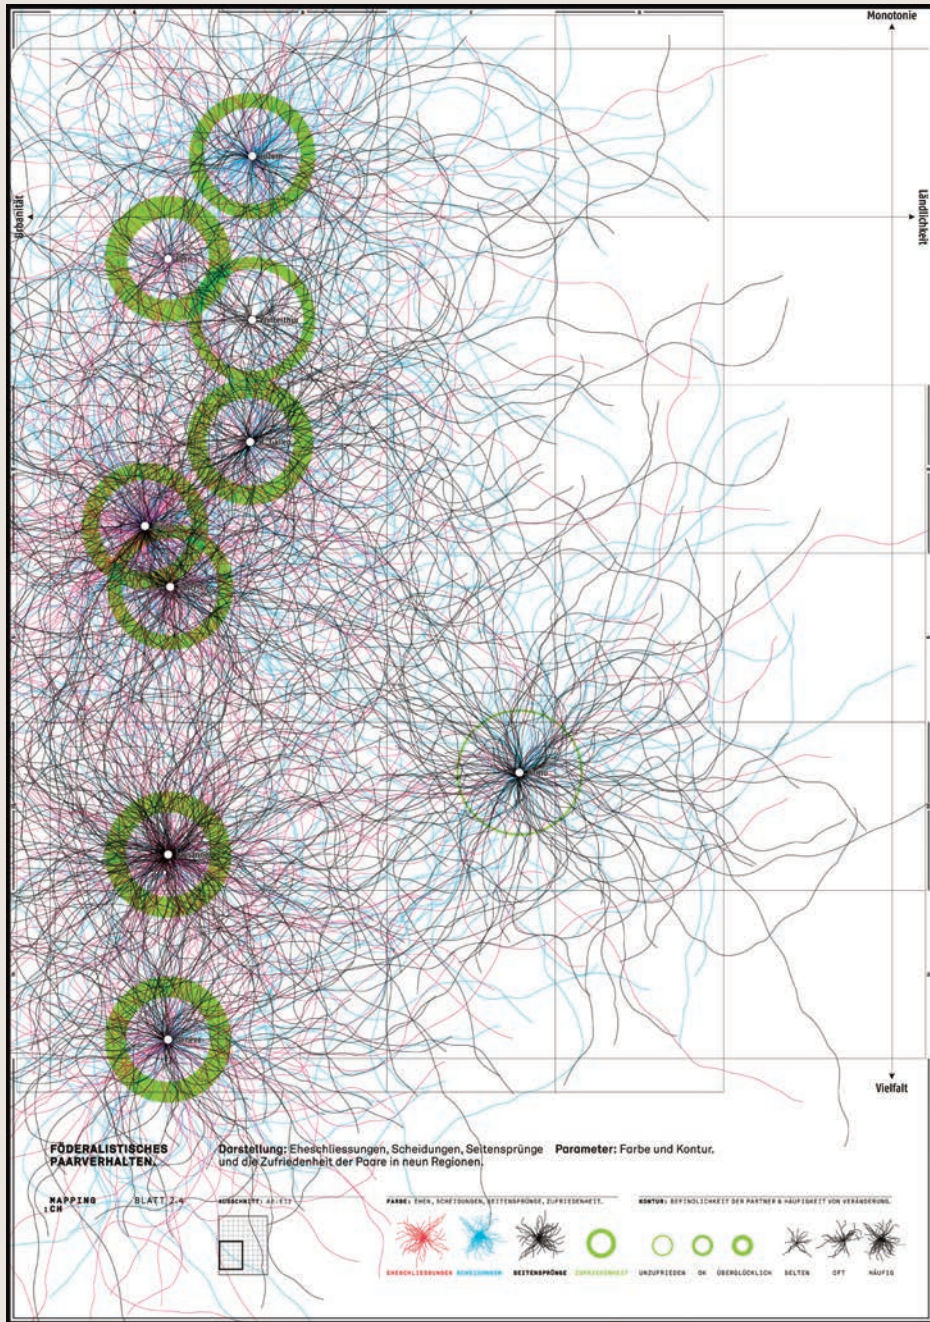 Monotonie
Urbanität
Ländlichkeit
Vielfalt
FÖDERALISTISCHES
PAARVERHALTEN.
Darstellung: Eheschliessungen, Scheidungen, Seitensprünge
und die Zufriedenheit der Paare in neun Regionen.
Parameter: Farbe und Kontur.
MAPPING
CH
BLATT 2.4
AUSSCHNITT:
FARBE: EHEN, SCHEIDUNGEN, SEITENSPRÜNGE, ZUFRIEDENHEIT.
KONTUR: BEFINDLICHKEIT DER PARTNER & HÄUFIGKEIT VON VERÄNDERUNG.
EHESCHLIESSUNGEN SCHEIDUNGEN SEITENSPRÜNGE ZUFRIEDENHEIT
UNZUFRIEDEN OK ÜBERGLÜCKLICH SELTEN OFT HÄUFIG